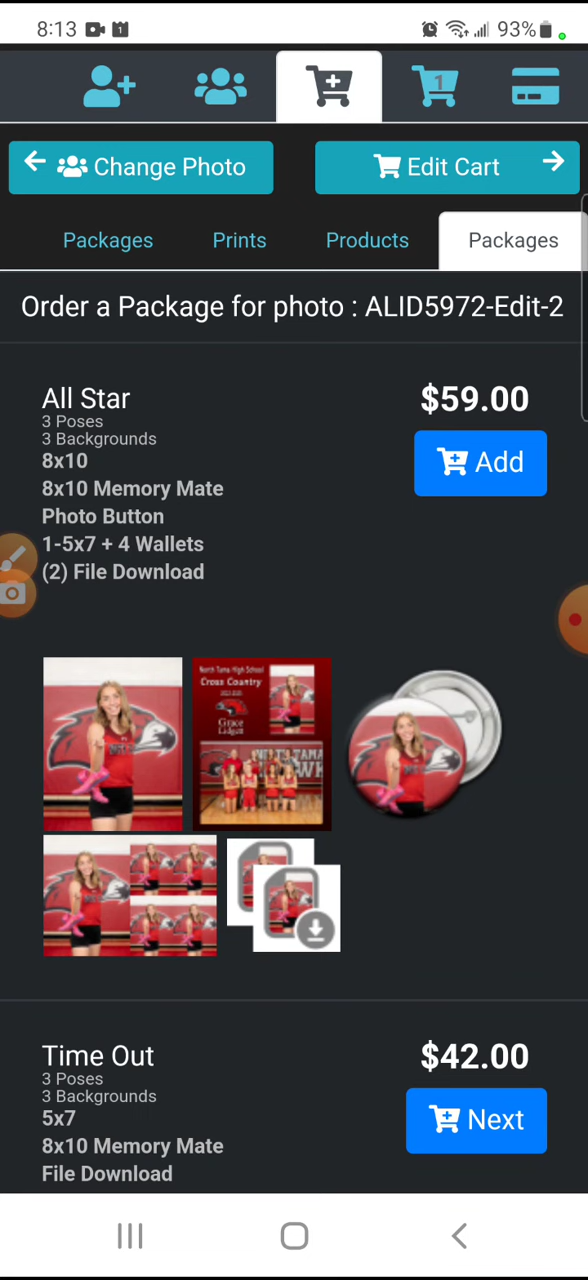 8:13
1
93%
1
Change Photo
Edit Cart
Packages
Prints
Products
Packages
Order a Package for photo : ALID5972-Edit-2
All Star
$59.00
3 Poses
3 Backgrounds
Add
8x10
8x10 Memory Mate
Photo Button
1-5x7 + 4 Wallets
(2) File Download
North Tama High School
Cross Country
Grace
Time Out
$42.00
3 Poses
3 Backgrounds
Next
5x7
8x10 Memory Mate
File Download